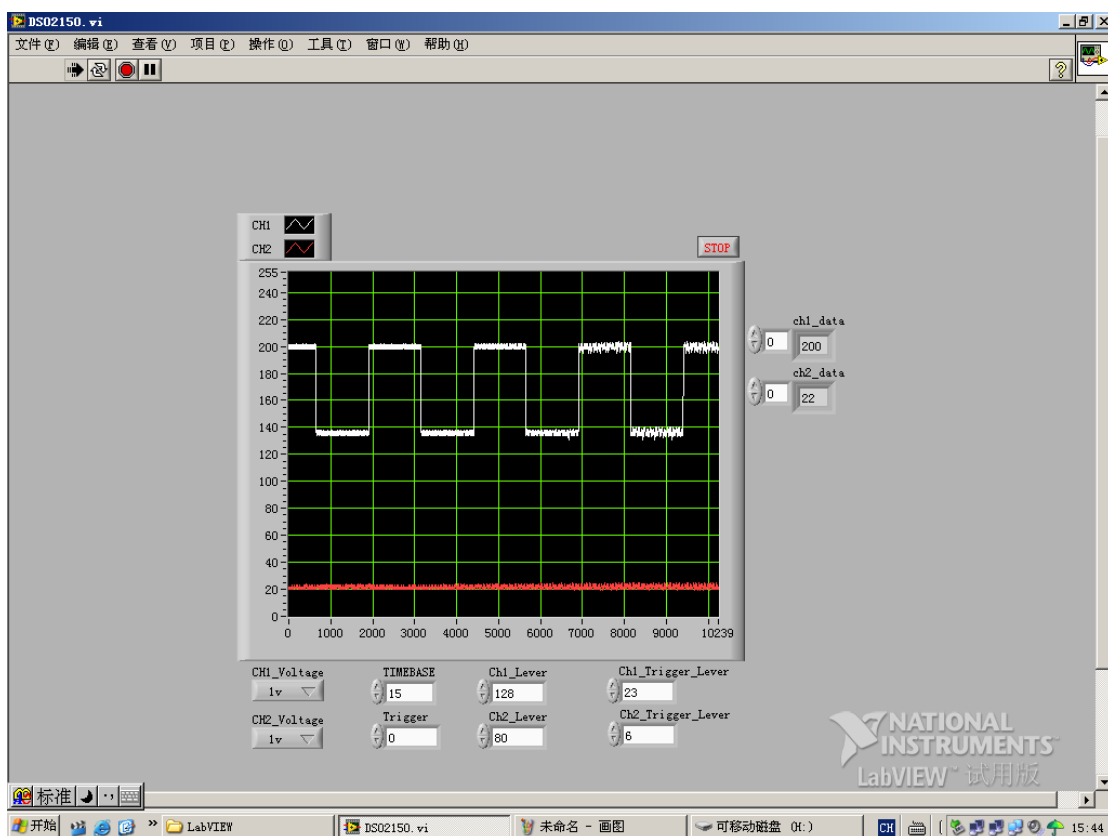 DSO2150.vi
文件(F) 编辑(E) 查看(V) 项目(P) 操作(O) 工具(T) 窗口(W) 帮助(H)
?
CH1
CH2
STOP
255
240
220
200
180
160
140
120
100
80
60
40
20
0
0 1000 2000 3000 4000 5000 6000 7000 8000 9000 10239
ch1_data
0 200
ch2_data
0 22
CH1_Voltage TIMEBASE Ch1_Lever Ch1_Trigger_Lever
1v 15 128 23
CH2_Voltage Trigger Ch2_Lever Ch2_Trigger_Lever
1v 0 80 6
NATIONAL
INSTRUMENTS
LabVIEW™ 试用版
标准
开始 » LabVIEW DSO2150.vi 未命名 - 画图 可移动磁盘 (H:) CH 15:44